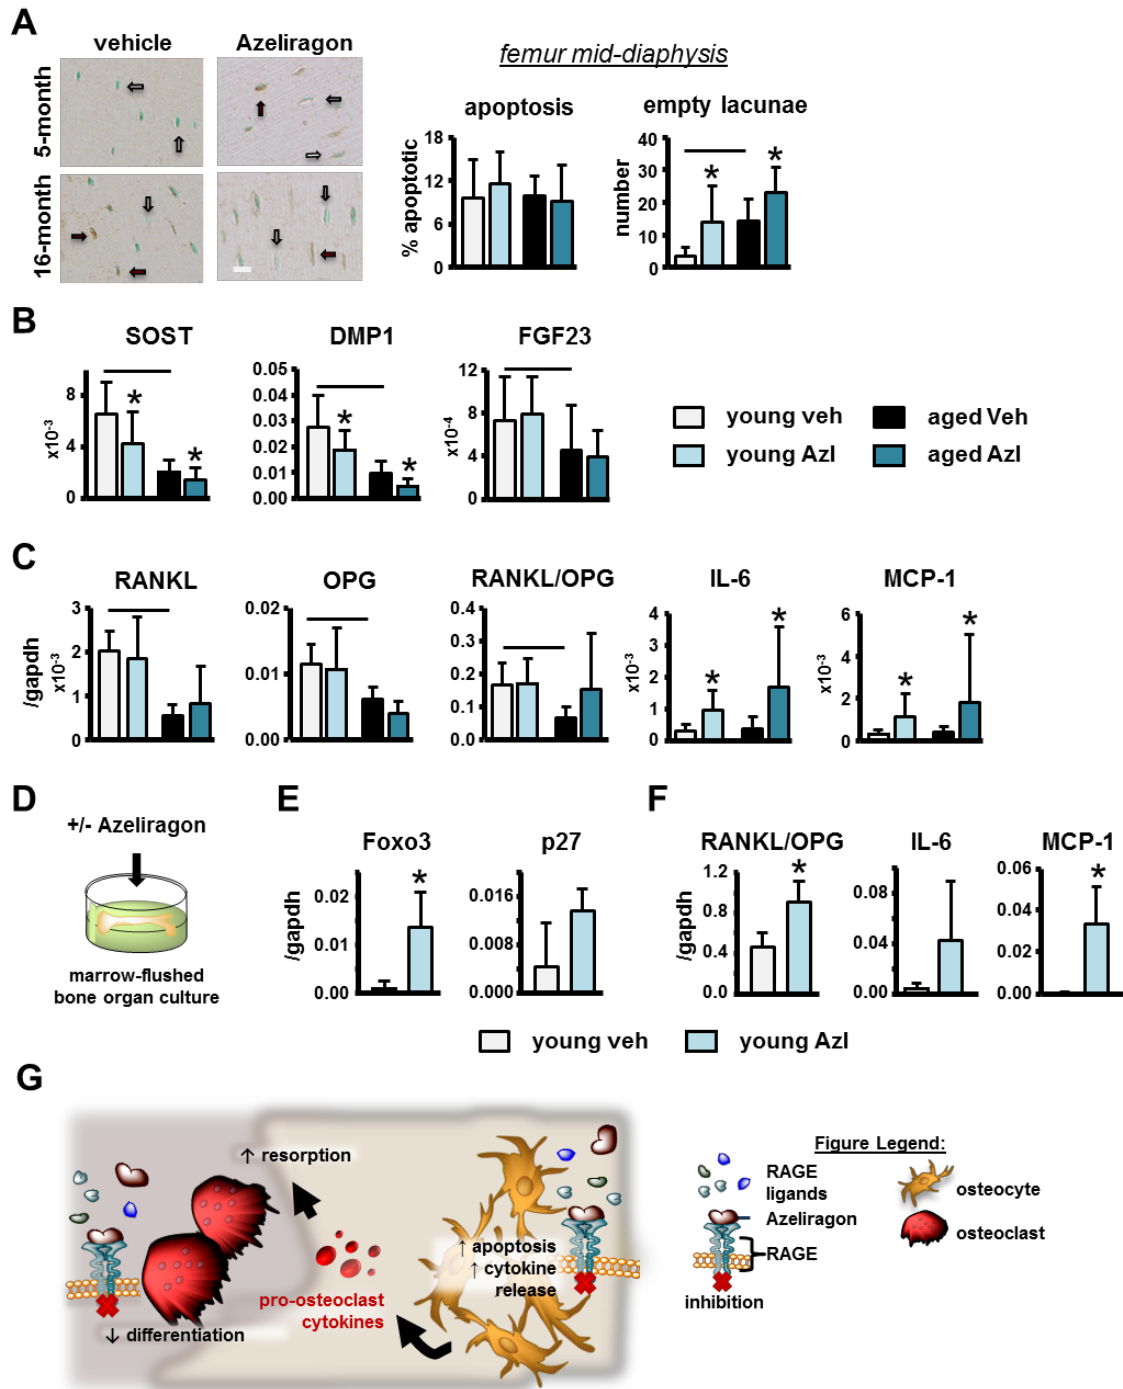 A
vehicle
Azeliragon
5-month
16-month
femur mid-diaphysis
apoptosis
% apoptotic
18
12
6
0
empty lacunae
number
40
30
20
10
0
*
*
B
SOST
x10-3
8
4
0
*
*
DMP1
0.05
0.04
0.03
0.02
0.01
0.00
*
*
FGF23
x10-4
12
8
4
0
young veh
aged Veh
young Azl
aged Azl
C
RANKL
/gapdh
x10-3
3
2
1
0
OPG
0.02
0.01
0.00
RANKL/OPG
0.4
0.3
0.2
0.1
0.0
IL-6
x10-3
4
3
2
1
0
*
*
MCP-1
x10-3
6
4
2
0
*
*
D
+/- Azeliragon
marrow-flushed
bone organ culture
E
Foxo3
/gapdh
0.02
0.01
0.00
*
p27
0.016
0.008
0.000
F
RANKL/OPG
/gapdh
1.2
0.8
0.4
0.0
*
IL-6
0.08
0.04
0.00
MCP-1
0.06
0.04
0.02
0.00
*
young veh
young Azl
G
↑ resorption
↑ apoptosis
↑ cytokine
release
pro-osteoclast
cytokines
↓ differentiation
Figure Legend:
RAGE
ligands
Azeliragon
RAGE
inhibition
osteocyte
osteoclast